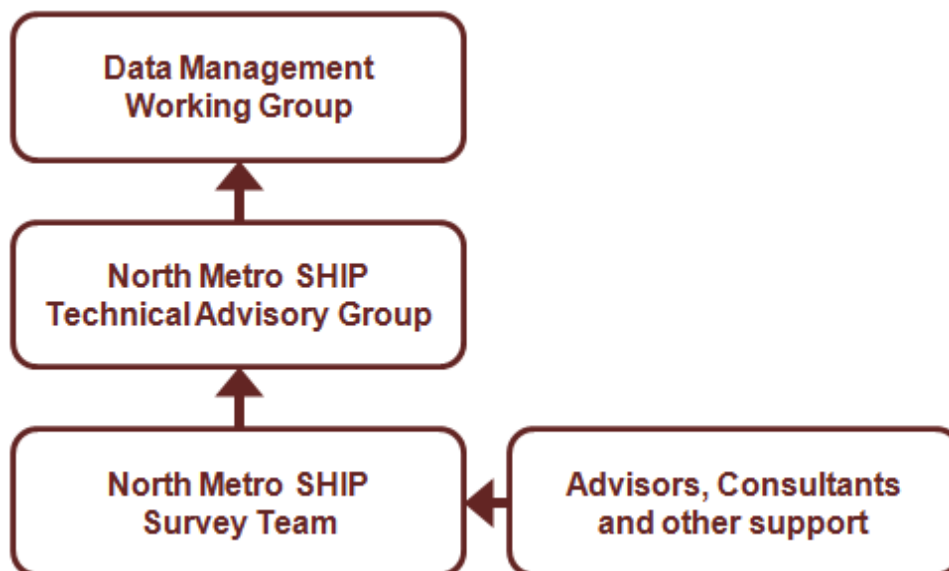 Data Management
Working Group
North Metro SHIP
Technical Advisory Group
North Metro SHIP
Survey Team
Advisors, Consultants
and other support